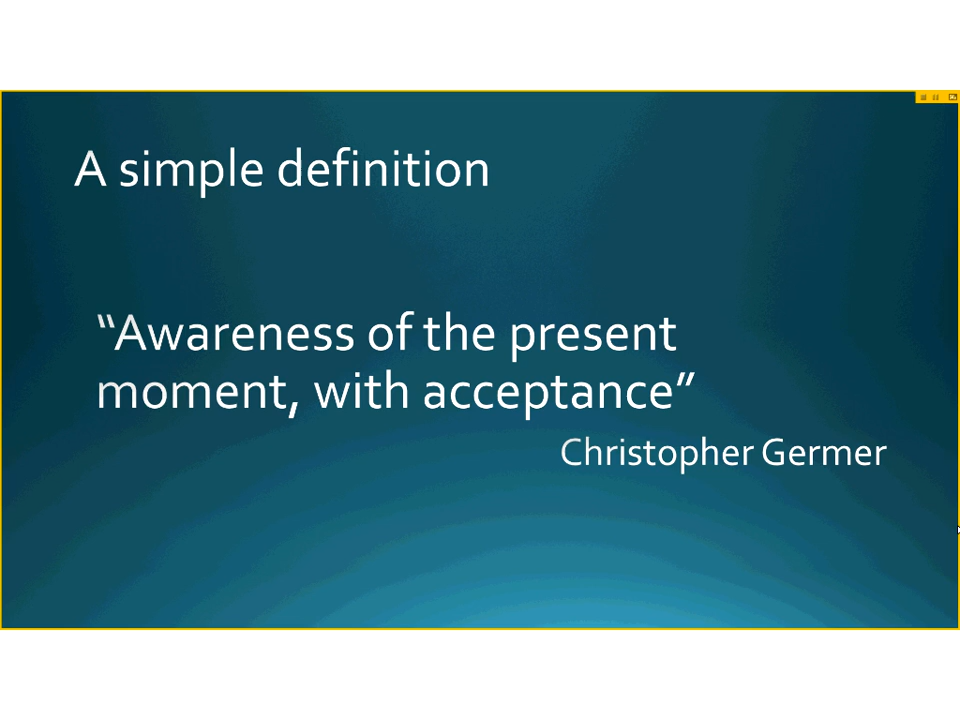 A simple definition
“Awareness of the present
moment, with acceptance”
Christopher Germer